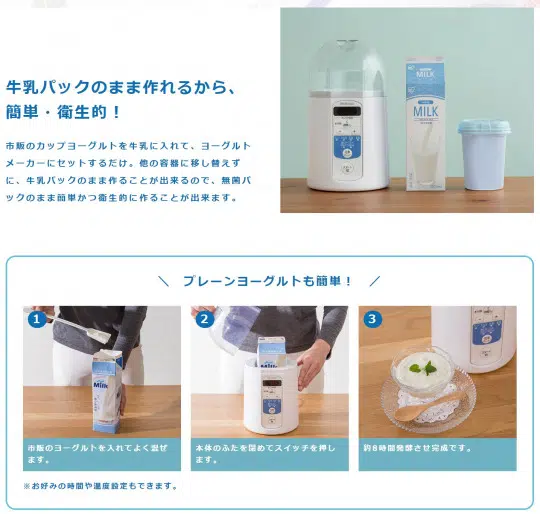 牛乳パックのまま作れるから、
簡単・衛生的！
市販のカップヨーグルトを牛乳に入れて、ヨーグルト
メーカーにセットするだけ。他の容器に移し替えず
に、牛乳パックのまま作ることが出来るので、無菌パ
ックのまま簡単かつ衛生的に作ることが出来ます。
MILK
MILK
＼ プレーンヨーグルトも簡単！ ／
1
2
3
Milk
市販のヨーグルトを入れてよく混ぜ
ます。
本体のふたを閉めてスイッチを押し
ます。
約8時間発酵させ完成です。
※お好みの時間や温度設定もできます。